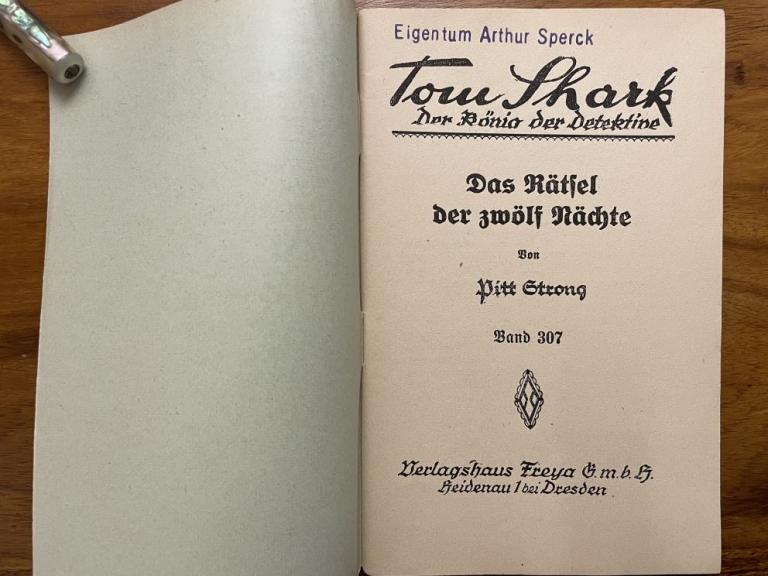 Eigentum Arthur Sperck
Tom Shark
Der König der Detektive
Das Rätsel
der zwölf Nächte
Von
Pitt Strong
Band 307
Verlagshaus Freya G.m.b.H.
Heidenau 1 bei Dresden